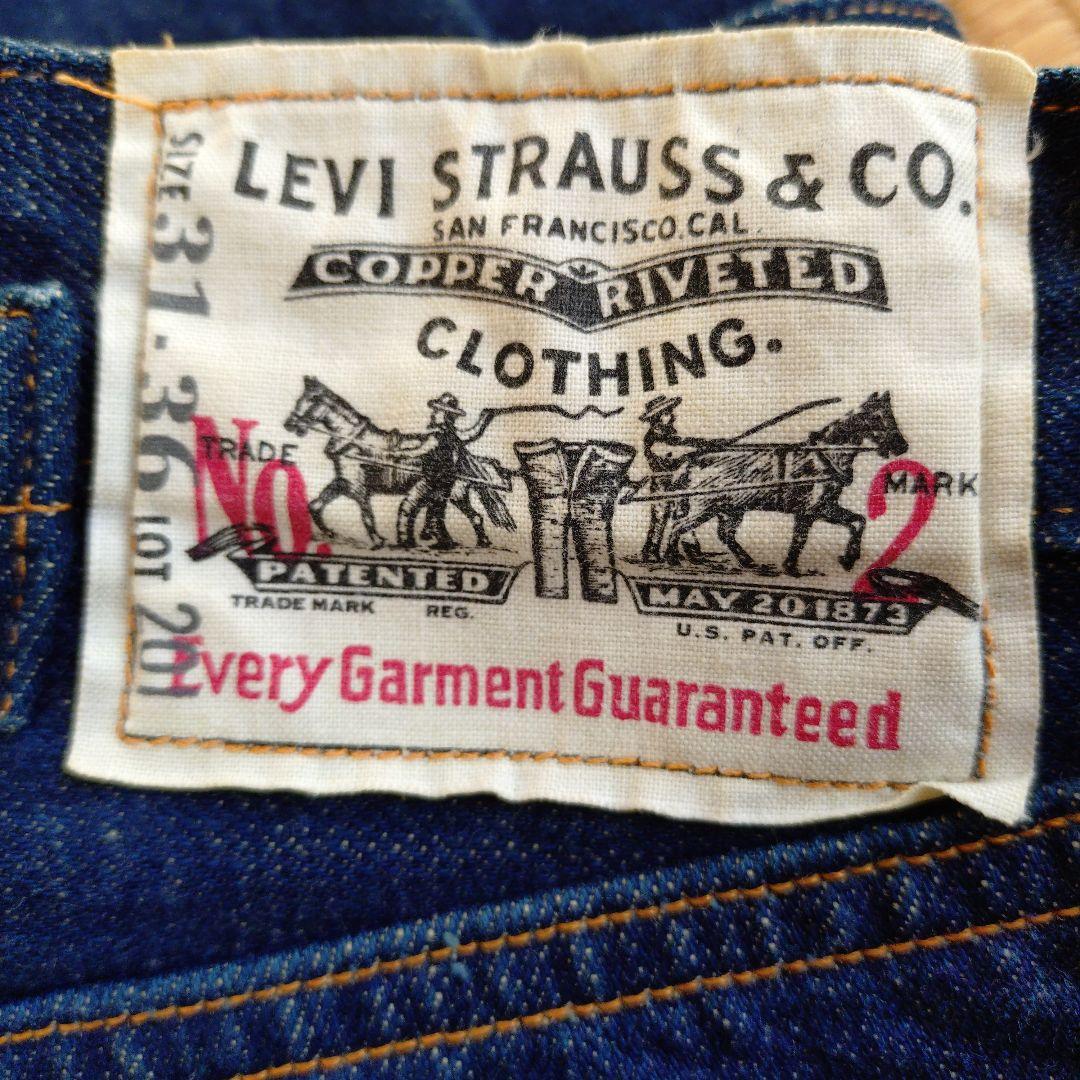 LEVI STRAUSS & CO.
SAN FRANCISCO.CAL.
COPPER RIVETED
CLOTHING.
TRADE MARK
No. 2
PATENTED MAY 20 1873
TRADE MARK REG. U.S. PAT. OFF.
Every Garment Guaranteed
SIZE 31-36 LOT 201